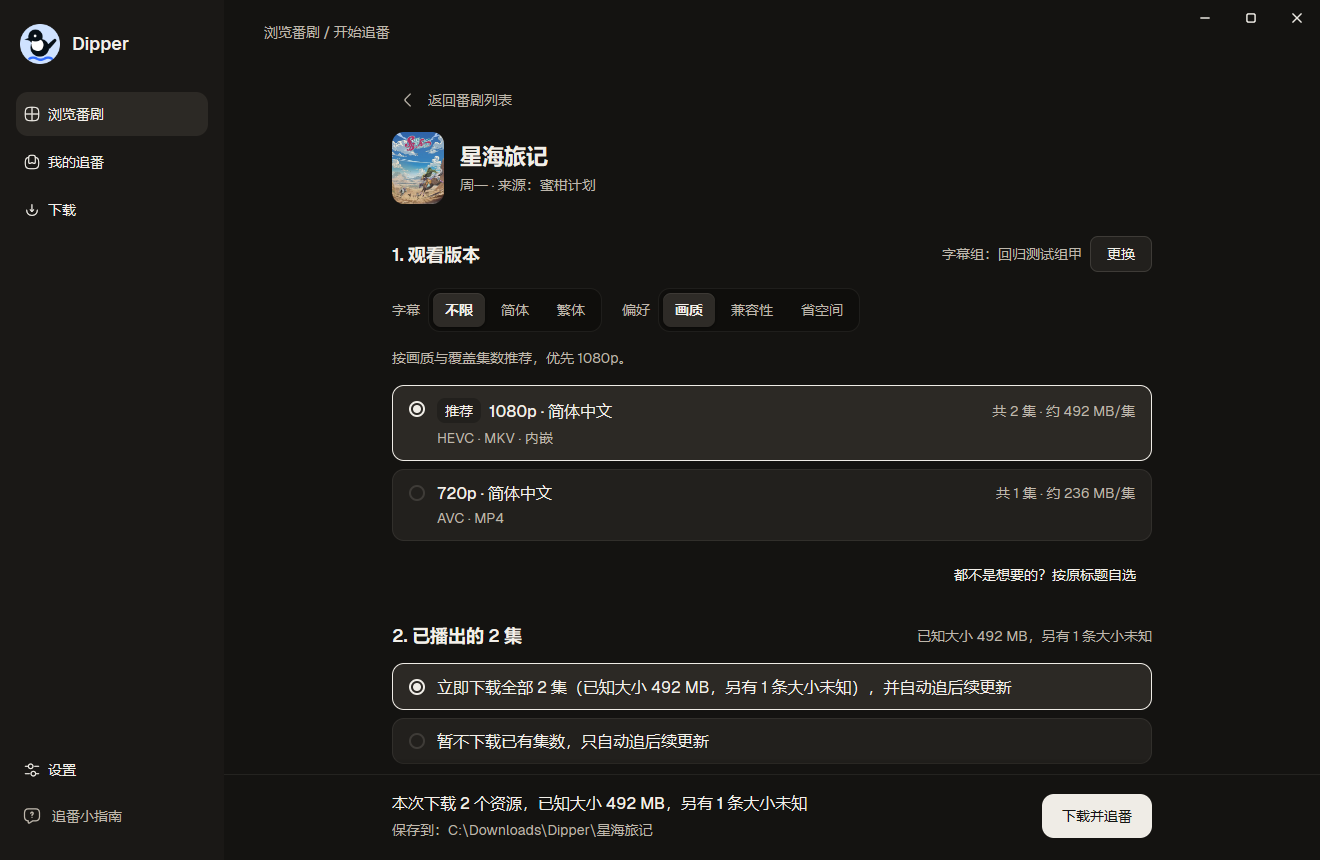 Dipper
浏览番剧 / 开始追番
浏览番剧
我的追番
下载
返回番剧列表
星海旅记
周一 · 来源：蜜柑计划
1. 观看版本
字幕组：回归测试组甲 更换
字幕 不限 简体 繁体 偏好 画质 兼容性 省空间
按画质与覆盖集数推荐，优先 1080p。
推荐 1080p · 简体中文 共 2 集 · 约 492 MB/集
HEVC · MKV · 内嵌
720p · 简体中文 共 1 集 · 约 236 MB/集
AVC · MP4
都不是想要的？按原标题自选
2. 已播出的 2 集 已知大小 492 MB，另有 1 条大小未知
立即下载全部 2 集（已知大小 492 MB，另有 1 条大小未知），并自动追后续更新
暂不下载已有集数，只自动追后续更新
设置
追番小指南
本次下载 2 个资源，已知大小 492 MB，另有 1 条大小未知
保存到：C:\Downloads\Dipper\星海旅记
下载并追番